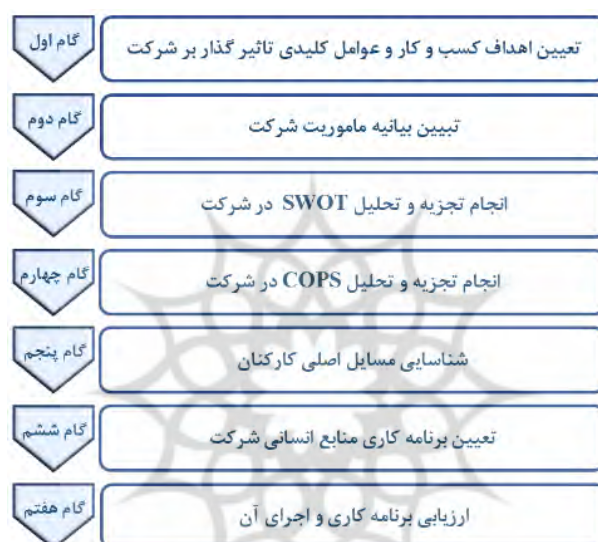 گام اول
تعیین اهداف کسب و کار و عوامل کلیدی تاثیر گذار بر شرکت
گام دوم
تبیین بیانیه ماموریت شرکت
گام سوم
انجام تجزیه و تحلیل SWOT در شرکت
گام چهارم
انجام تجزیه و تحلیل COPS در شرکت
گام پنجم
شناسایی مسایل اصلی کارکنان
گام ششم
تعیین برنامه کاری منابع انسانی شرکت
گام هفتم
ارزیابی برنامه کاری و اجرای آن